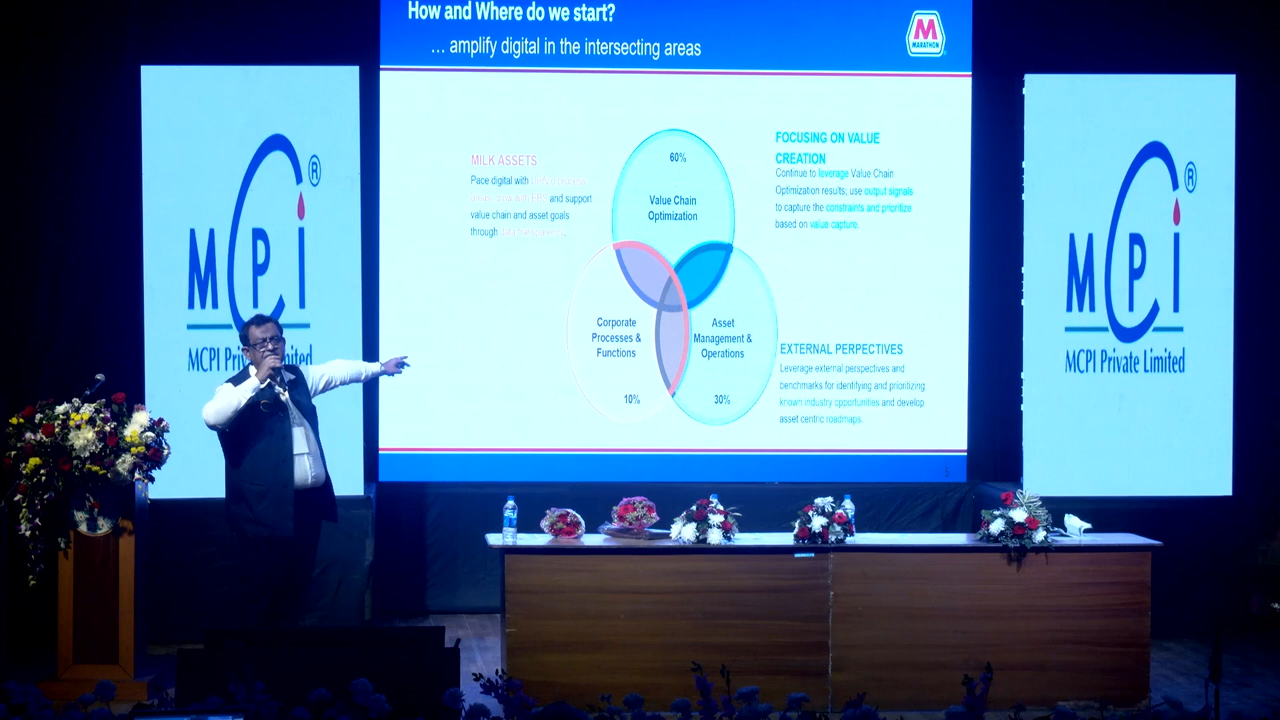 How and Where do we start?
… amplify digital in the intersecting areas
M
MARATHON
MCPi
®
MCPI Private Limited
MILK ASSETS
Pace digital with
and support
value chain and asset goals
through
60%
Value Chain
Optimization
Corporate
Processes &
Functions
10%
Asset
Management &
Operations
30%
FOCUSING ON VALUE
CREATION
Continue to leverage Value Chain
Optimization results; use output signals
to capture the constraints and prioritize
based on value capture.
EXTERNAL PERPECTIVES
Leverage external perspectives and
benchmarks for identifying and prioritizing
known industry opportunities and develop
asset centric roadmaps.
5
MCPi
®
MCPI Private Limited